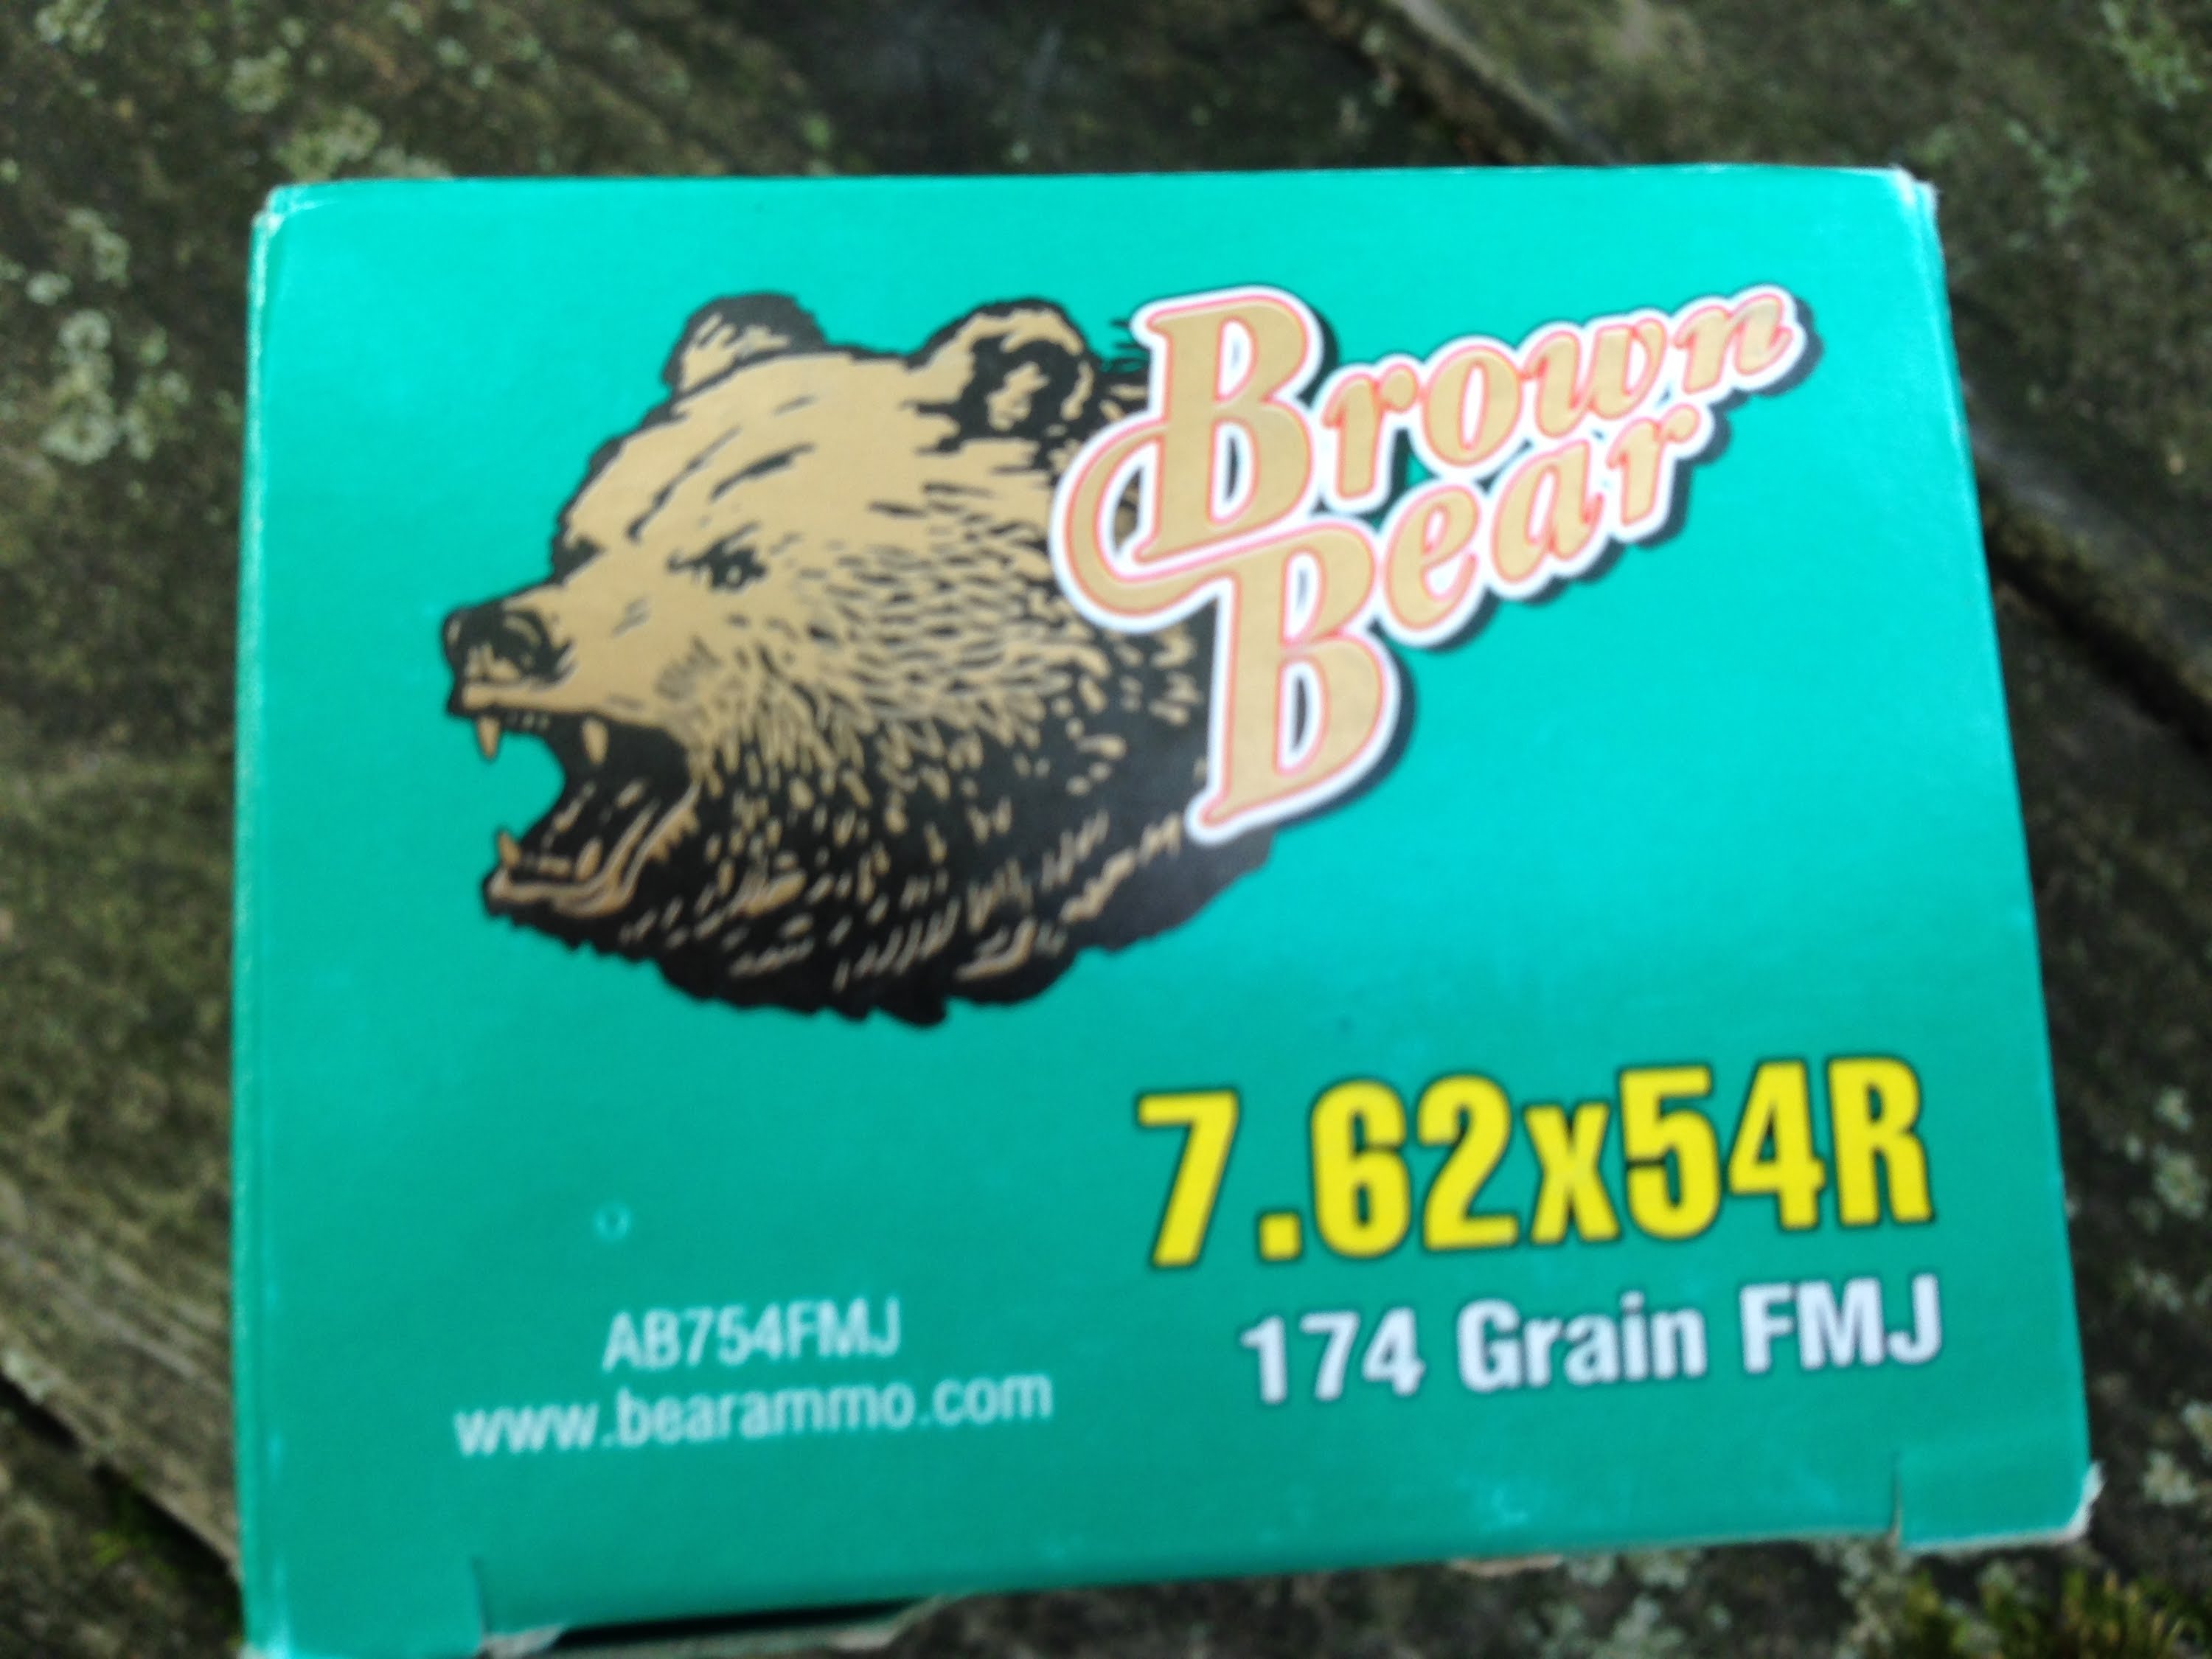 Brown
Bear
7.62x54R
174 Grain FMJ
AB754FMJ
www.bearammo.com